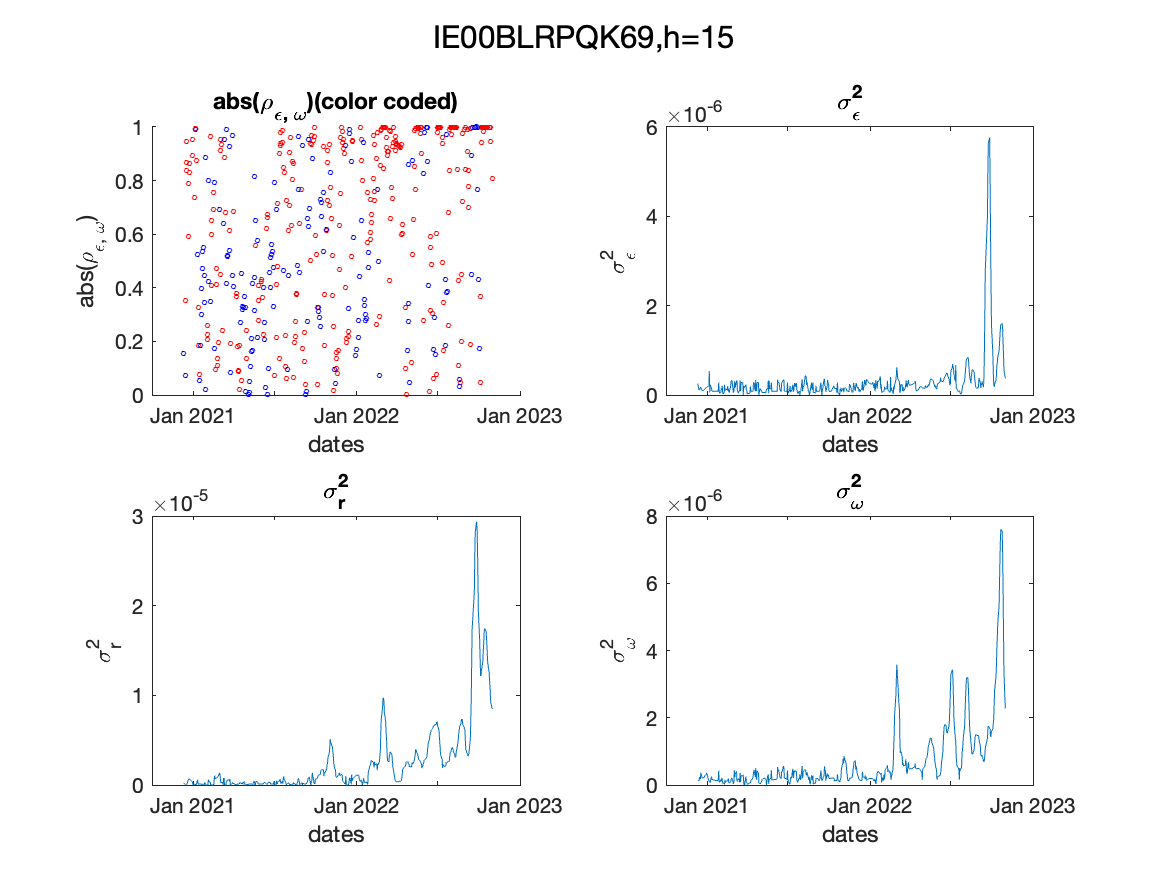 IE00BLRPQK69,h=15
abs(ρϵ, ω)(color coded)
abs(ρϵ, ω)
1
0.8
0.6
0.4
0.2
0
Jan 2021 Jan 2022 Jan 2023
dates
σ²ϵ
×10⁻⁶
σ²ϵ
6
4
2
0
Jan 2021 Jan 2022 Jan 2023
dates
σ²r
×10⁻⁵
σ²r
3
2
1
0
Jan 2021 Jan 2022 Jan 2023
dates
σ²ω
×10⁻⁶
σ²ω
8
6
4
2
0
Jan 2021 Jan 2022 Jan 2023
dates